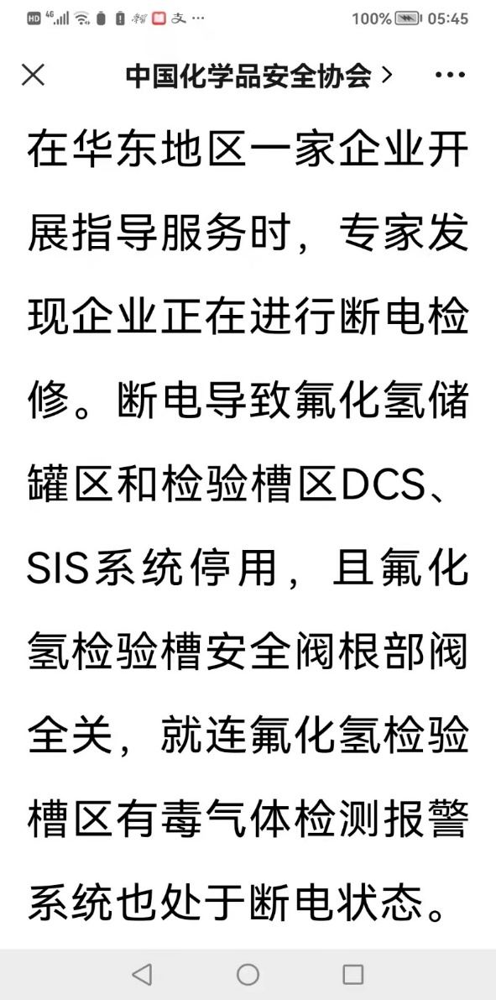 HD 4G 支 ... 100% 05:45
中国化学品安全协会
在华东地区一家企业开
展指导服务时，专家发
现企业正在进行断电检
修。断电导致氟化氢储
罐区和检验槽区DCS、
SIS系统停用，且氟化
氢检验槽安全阀根部阀
全关，就连氟化氢检验
槽区有毒气体检测报警
系统也处于断电状态。